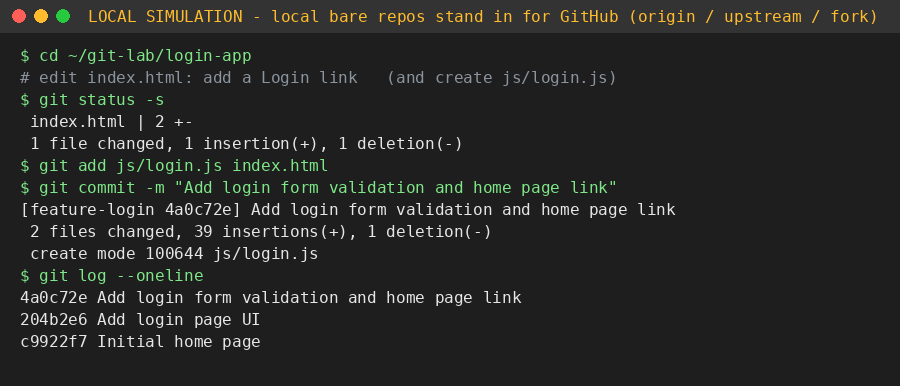 LOCAL SIMULATION - local bare repos stand in for GitHub (origin / upstream / fork)
$ cd ~/git-lab/login-app
# edit index.html: add a Login link   (and create js/login.js)
$ git status -s
 index.html | 2 +-
 1 file changed, 1 insertion(+), 1 deletion(-)
$ git add js/login.js index.html
$ git commit -m "Add login form validation and home page link"
[feature-login 4a0c72e] Add login form validation and home page link
 2 files changed, 39 insertions(+), 1 deletion(-)
 create mode 100644 js/login.js
$ git log --oneline
4a0c72e Add login form validation and home page link
204b2e6 Add login page UI
c9922f7 Initial home page